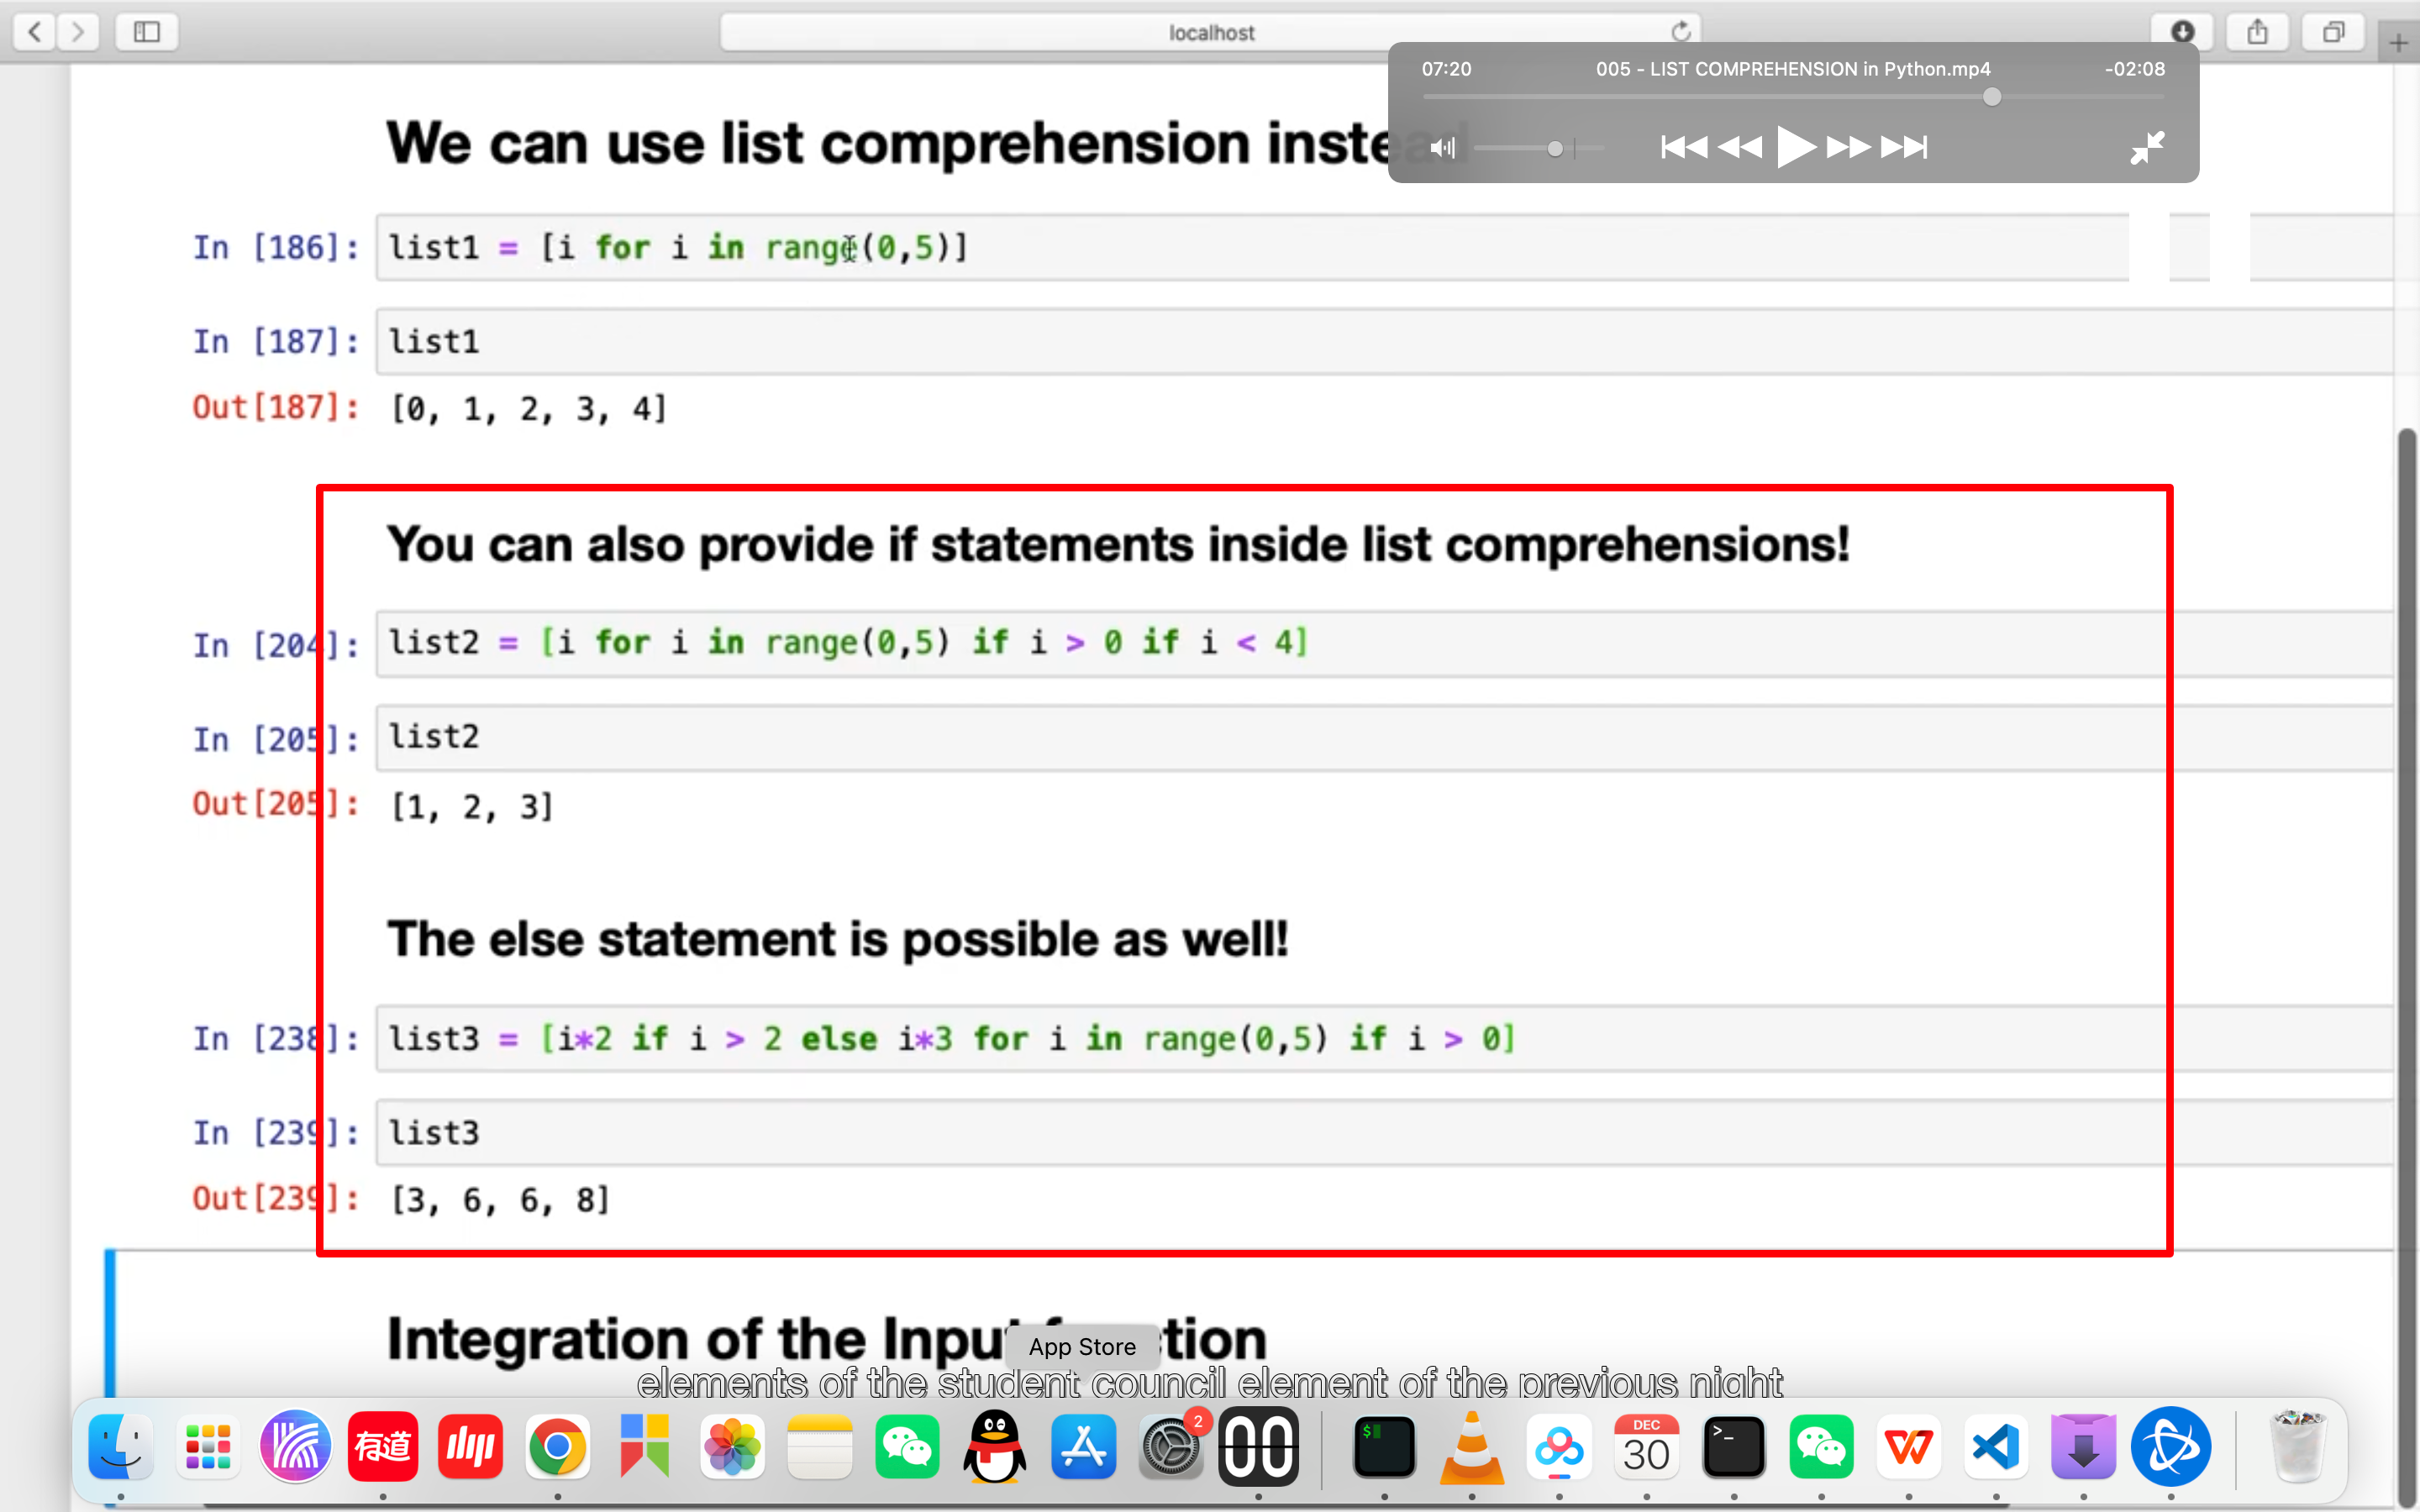 localhost
07:20 005 - LIST COMPREHENSION in Python.mp4 -02:08
We can use list comprehension instead
In [186]: list1 = [i for i in range(0,5)]
In [187]: list1
Out[187]: [0, 1, 2, 3, 4]
You can also provide if statements inside list comprehensions!
In [204]: list2 = [i for i in range(0,5) if i > 0 if i < 4]
In [205]: list2
Out[205]: [1, 2, 3]
The else statement is possible as well!
In [238]: list3 = [i*2 if i > 2 else i*3 for i in range(0,5) if i > 0]
In [239]: list3
Out[239]: [3, 6, 6, 8]
Integration of the Input
App Store
elements of the student council element of the previous night
有道
2
00
$
DEC
30
>_
W